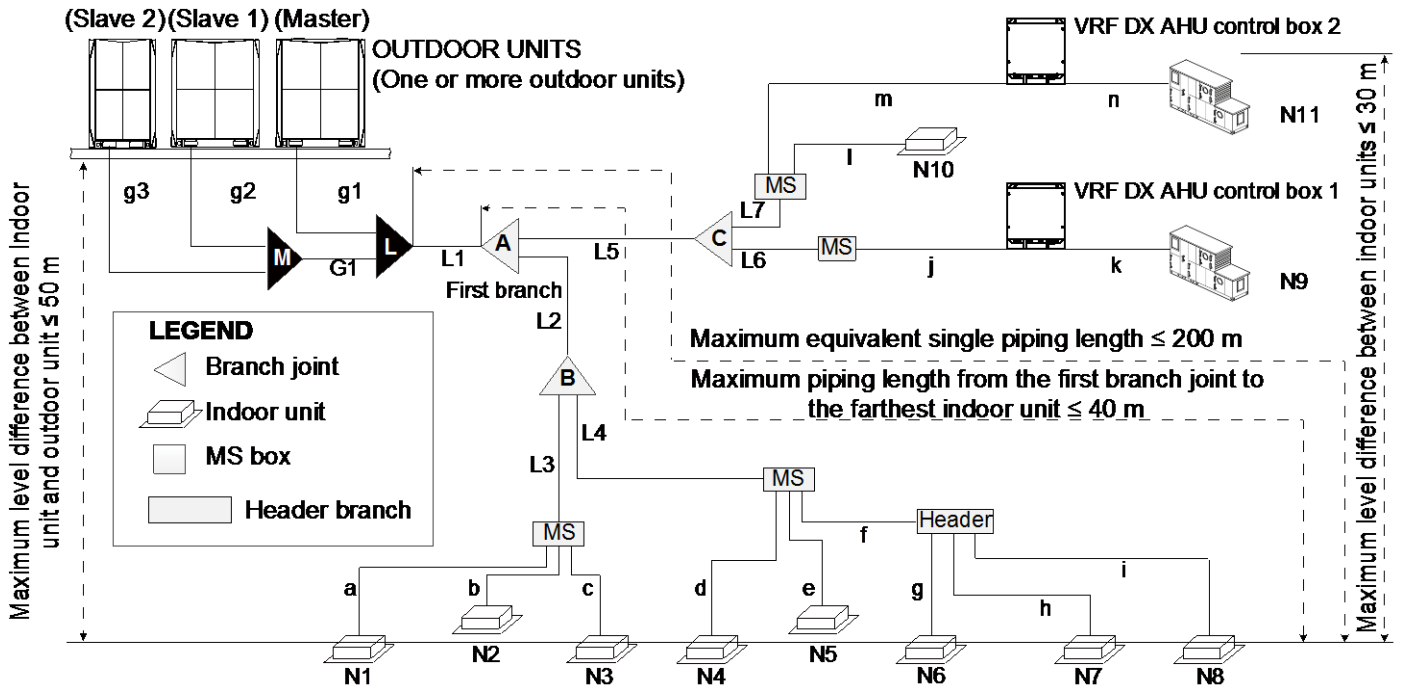 (Slave 2) (Slave 1) (Master)
OUTDOOR UNITS
(One or more outdoor units)
VRF DX AHU control box 2
m
n
N11
l
N10
MS
g3
g2
g1
L7
VRF DX AHU control box 1
M
L
A
C
G1
L1
L5
L6
MS
j
k
N9
First branch
L2
LEGEND
Branch joint
Indoor unit
MS box
Header branch
Maximum equivalent single piping length ≤ 200 m
Maximum piping length from the first branch joint to
the farthest indoor unit ≤ 40 m
B
L4
L3
MS
MS
f
Header
a
b
c
d
e
g
h
i
N1
N2
N3
N4
N5
N6
N7
N8
Maximum level difference between Indoor
unit and outdoor unit ≤ 50 m
Maximum level difference between indoor units ≤ 30 m